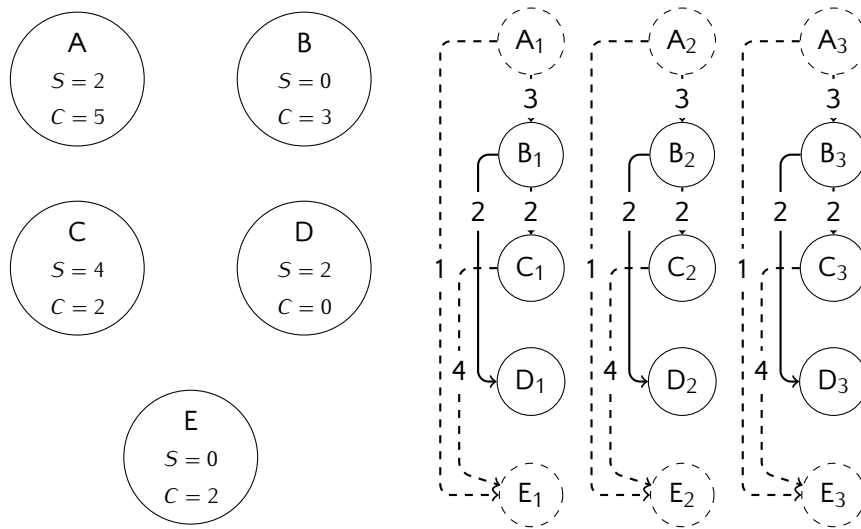 A
S = 2
C = 5
B
S = 0
C = 3
C
S = 4
C = 2
D
S = 2
C = 0
E
S = 0
C = 2
A1 A2 A3
3 3 3
B1 B2 B3
2 2 2 2 2 2
1 C1 1 C2 1 C3
4 D1 4 D2 4 D3
E1 E2 E3